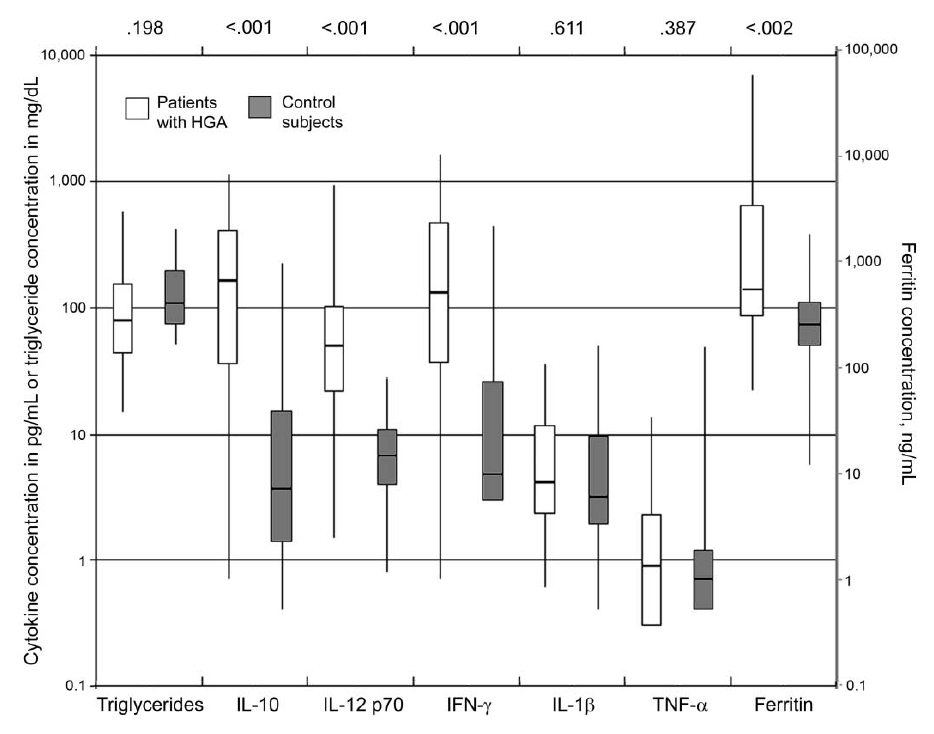 .198 <.001 <.001 <.001 .611 .387 <.002
10,000
1,000
100
10
1
0.1
Cytokine concentration in pg/mL or triglyceride concentration in mg/dL
Patients
with HGA
Control
subjects
100,000
10,000
1,000
100
10
1
0.1
Ferritin concentration, ng/mL
Triglycerides IL-10 IL-12 p70 IFN-γ IL-1β TNF-α Ferritin